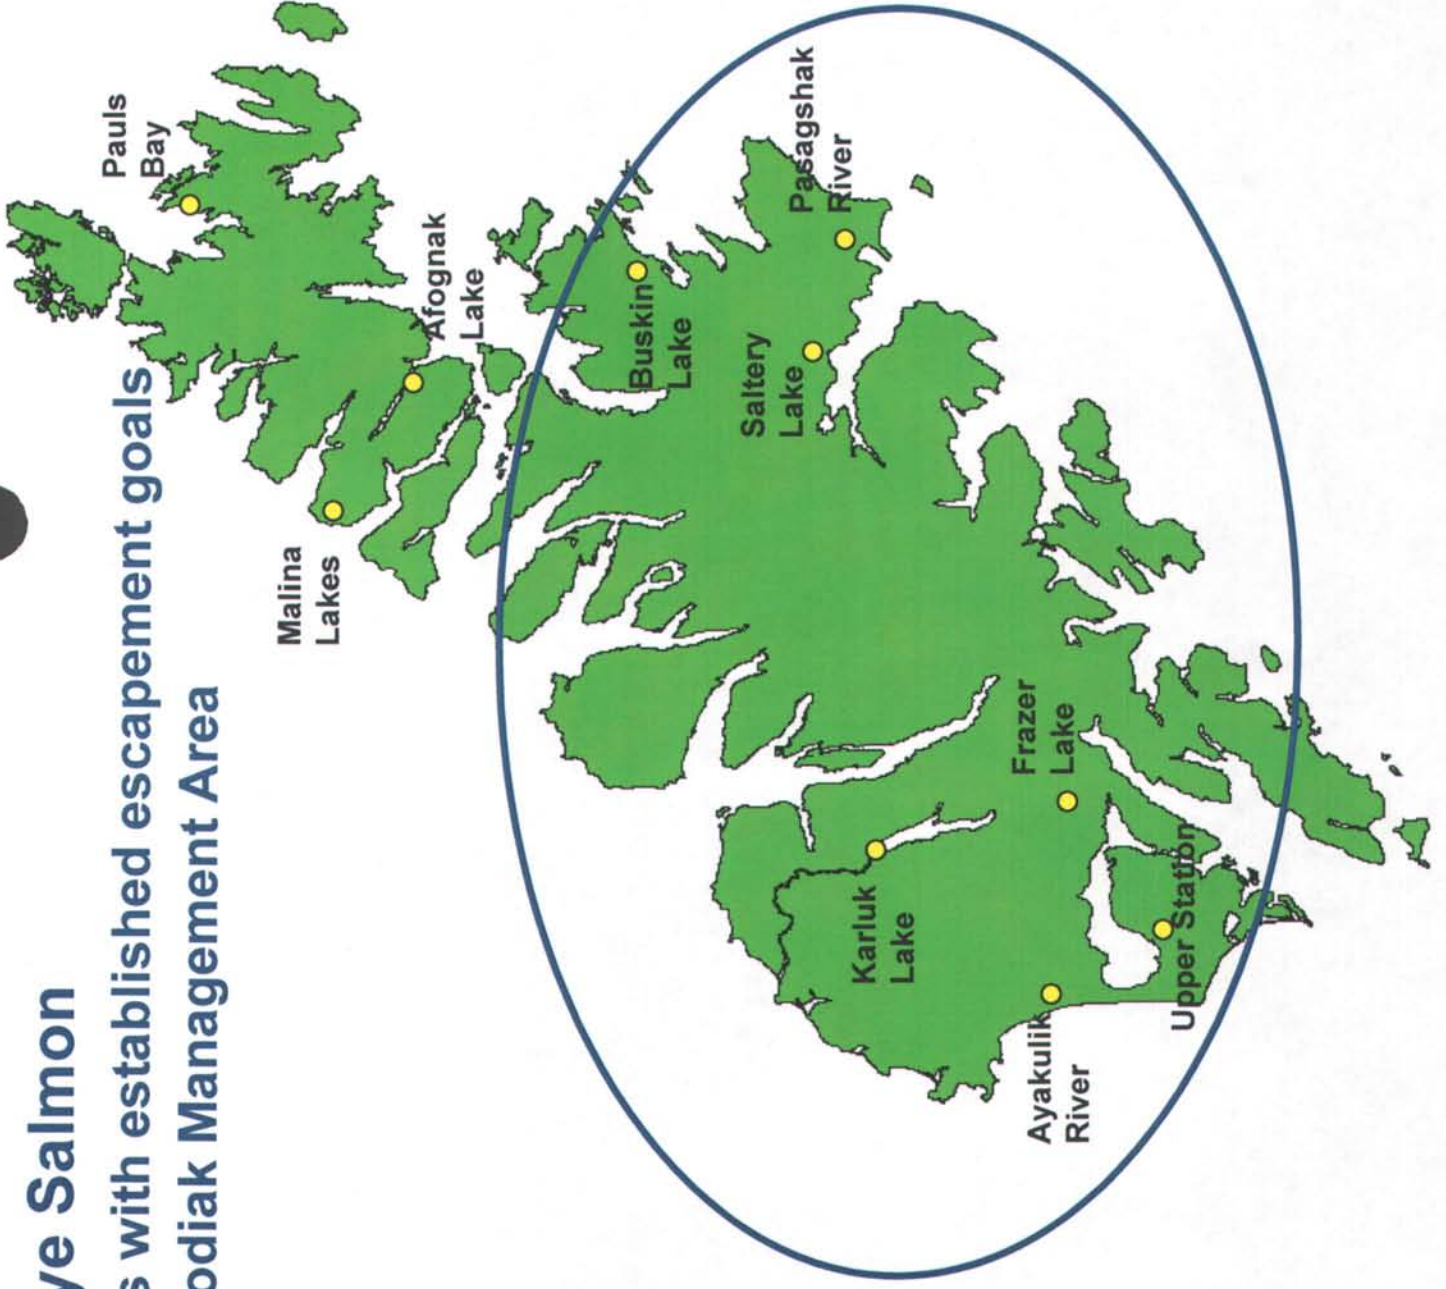 ye Salmon
s with established escapement goals
odiak Management Area
Pauls
Bay
Afognak
Lake
Malina
Lakes
Buskin
Lake
Pasagshak
River
Saltery
Lake
Frazer
Lake
Karluk
Lake
Ayakulik
River
Upper Station